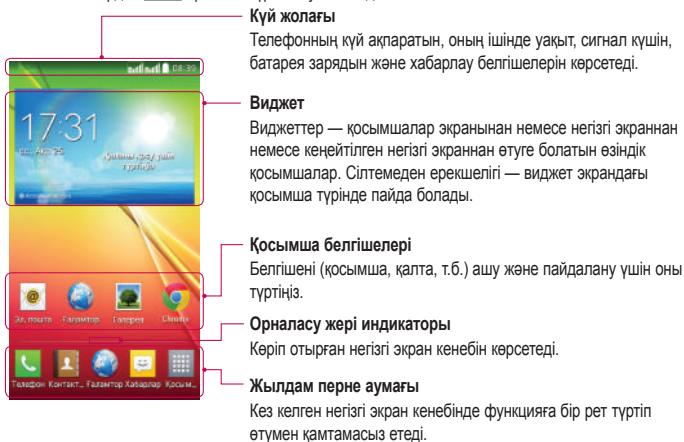 Күй жолағы
Телефонның күй ақпаратын, оның ішінде уақыт, сигнал күшін,
батарея зарядын және хабарлау белгішелерін көрсетеді.
08:39
Виджет
17:31
Виджеттер — қосымшалар экранынан немесе негізгі экраннан
немесе кеңейтілген негізгі экраннан өтуге болатын өзіндік
қосымшалар. Сілтемеден ерекшелігі — виджет экрандағы
қосымша түрінде пайда болады.
Қосымша белгішелері
Белгішені (қосымша, қалта, т.б.) ашу және пайдалану үшін оны
түртіңіз.
Эл. пошта Ғаламтор Галерея Chrome
Орналасу жері индикаторы
Көріп отырған негізгі экран кенебін көрсетеді.
Телефон Контакт... Ғаламтор Хабарлар Қосым...
Жылдам перне аумағы
Кез келген негізгі экран кенебінде функцияға бір рет түртіп
өтумен қамтамасыз етеді.